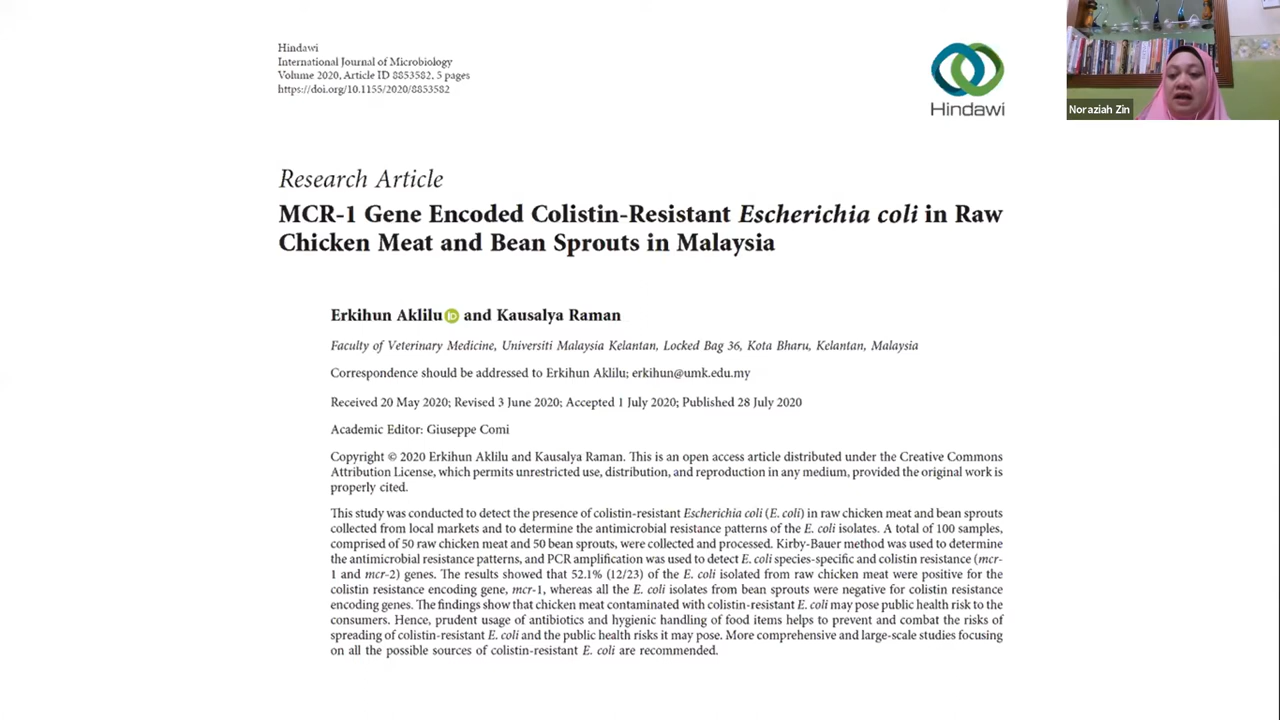 Hindawi
International Journal of Microbiology
Volume 2020, Article ID 8853582, 5 pages
https://doi.org/10.1155/2020/8853582
Hindawi
Noraziah Zin
Research Article
MCR-1 Gene Encoded Colistin-Resistant Escherichia coli in Raw
Chicken Meat and Bean Sprouts in Malaysia
Erkihun Aklilu iD and Kausalya Raman
Faculty of Veterinary Medicine, Universiti Malaysia Kelantan, Locked Bag 36, Kota Bharu, Kelantan, Malaysia
Correspondence should be addressed to Erkihun Aklilu; erkihun@umk.edu.my
Received 20 May 2020; Revised 3 June 2020; Accepted 1 July 2020; Published 28 July 2020
Academic Editor: Giuseppe Comi
Copyright © 2020 Erkihun Aklilu and Kausalya Raman. This is an open access article distributed under the Creative Commons
Attribution License, which permits unrestricted use, distribution, and reproduction in any medium, provided the original work is
properly cited.
This study was conducted to detect the presence of colistin-resistant Escherichia coli (E. coli) in raw chicken meat and bean sprouts
collected from local markets and to determine the antimicrobial resistance patterns of the E. coli isolates. A total of 100 samples,
comprised of 50 raw chicken meat and 50 bean sprouts, were collected and processed. Kirby-Bauer method was used to determine
the antimicrobial resistance patterns, and PCR amplification was used to detect E. coli species-specific and colistin resistance (mcr-
1 and mcr-2) genes. The results showed that 52.1% (12/23) of the E. coli isolated from raw chicken meat were positive for the
colistin resistance encoding gene, mcr-1, whereas all the E. coli isolates from bean sprouts were negative for colistin resistance
encoding genes. The findings show that chicken meat contaminated with colistin-resistant E. coli may pose public health risk to the
consumers. Hence, prudent usage of antibiotics and hygienic handling of food items helps to prevent and combat the risks of
spreading of colistin-resistant E. coli and the public health risks it may pose. More comprehensive and large-scale studies focusing
on all the possible sources of colistin-resistant E. coli are recommended.